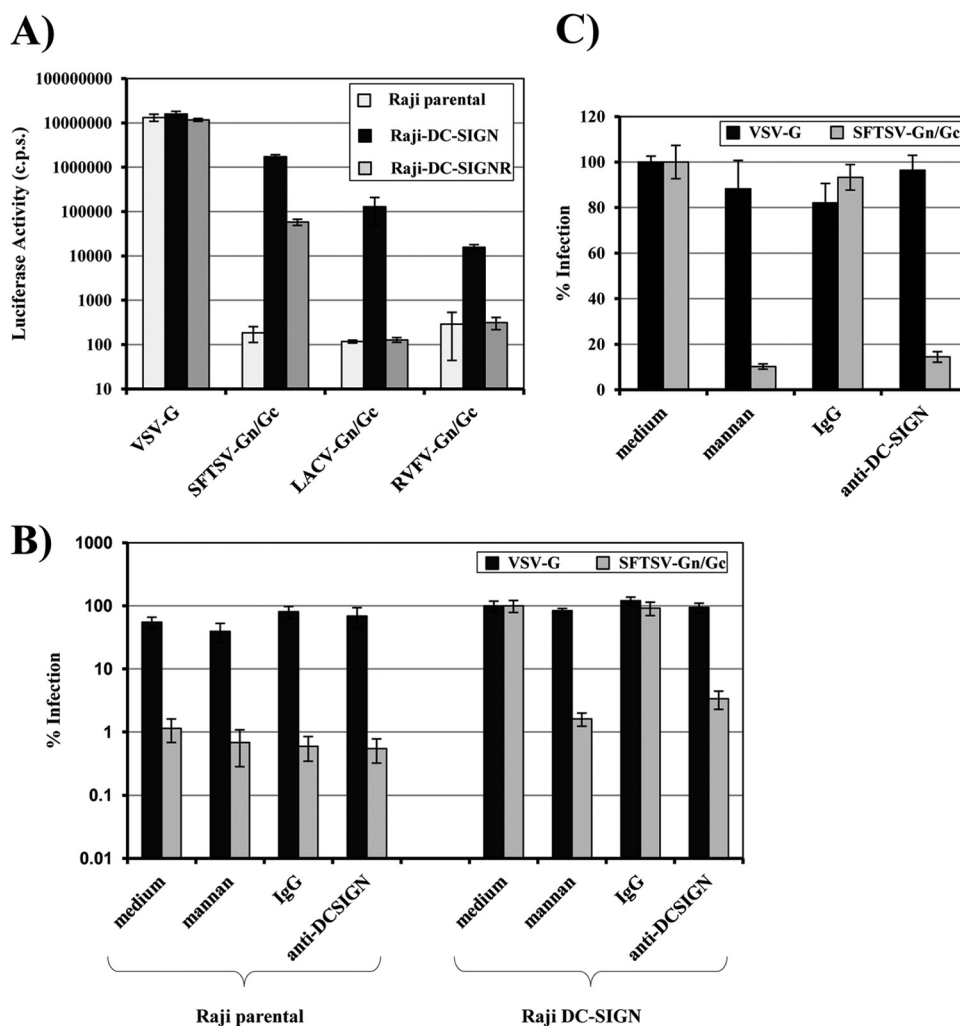 A)
Luciferase Activity (c.p.s.)
100000000
10000000
1000000
100000
10000
1000
100
10
Raji parental
Raji-DC-SIGN
Raji-DC-SIGNR
VSV-G
SFTSV-Gn/Gc
LACV-Gn/Gc
RVFV-Gn/Gc
C)
% Infection
120
100
80
60
40
20
0
VSV-G
SFTSV-Gn/Gc
medium
mannan
IgG
anti-DC-SIGN
B)
% Infection
1000
100
10
1
0.1
0.01
VSV-G
SFTSV-Gn/Gc
medium
mannan
IgG
anti-DCSIGN
medium
mannan
IgG
anti-DCSIGN
Raji parental
Raji DC-SIGN